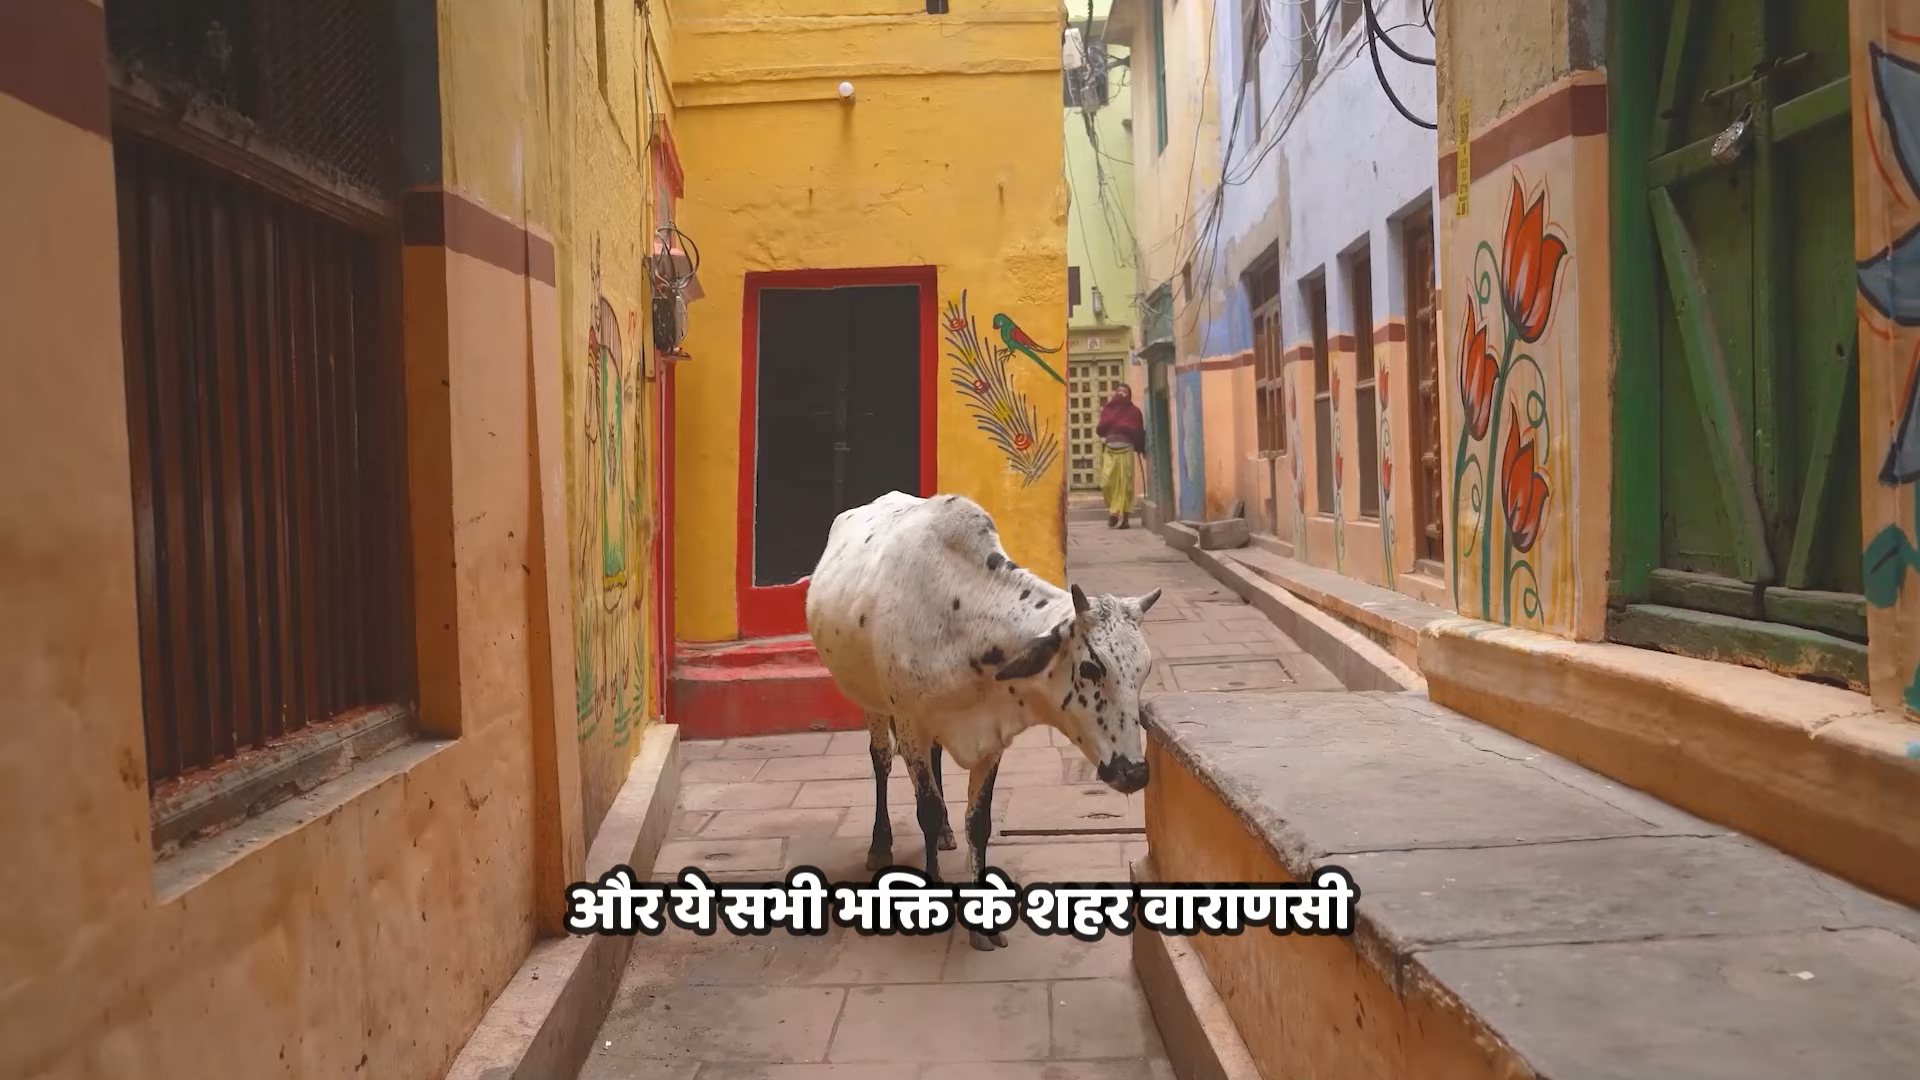 और ये सभी भक्ति के शहर वाराणसी